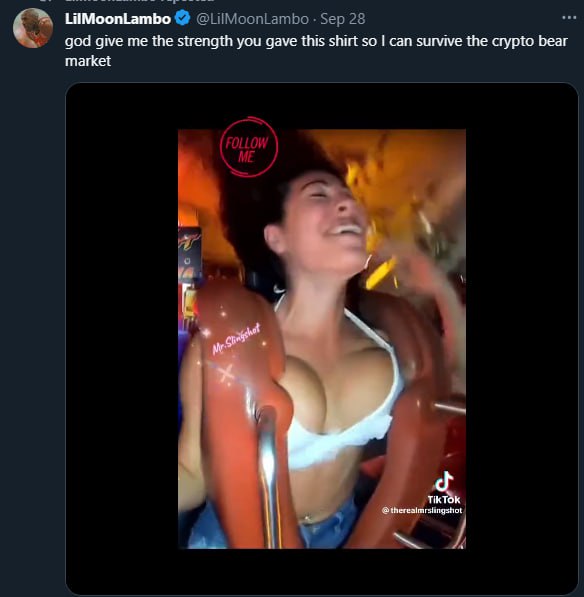 LilMoonLambo @LilMoonLambo · Sep 28
god give me the strength you gave this shirt so I can survive the crypto bear
market
FOLLOW
ME
Mr.Slingshot
TikTok
@therealmrslingshot